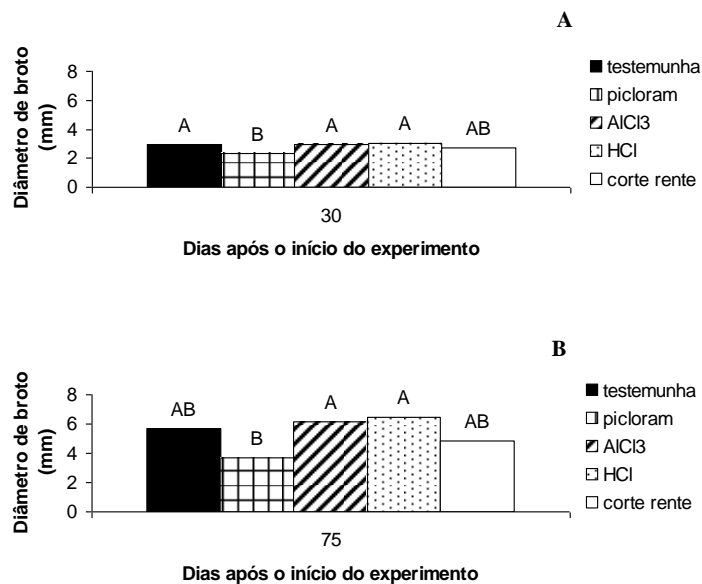 A
Diâmetro de broto
(mm)
8
6
4
2
0
A
B
A
A
AB
30
Dias após o início do experimento
testemunha
picloram
AlCl3
HCl
corte rente
B
Diâmetro de broto
(mm)
8
6
4
2
0
AB
B
A
A
AB
75
Dias após o início do experimento
testemunha
picloram
AlCl3
HCl
corte rente